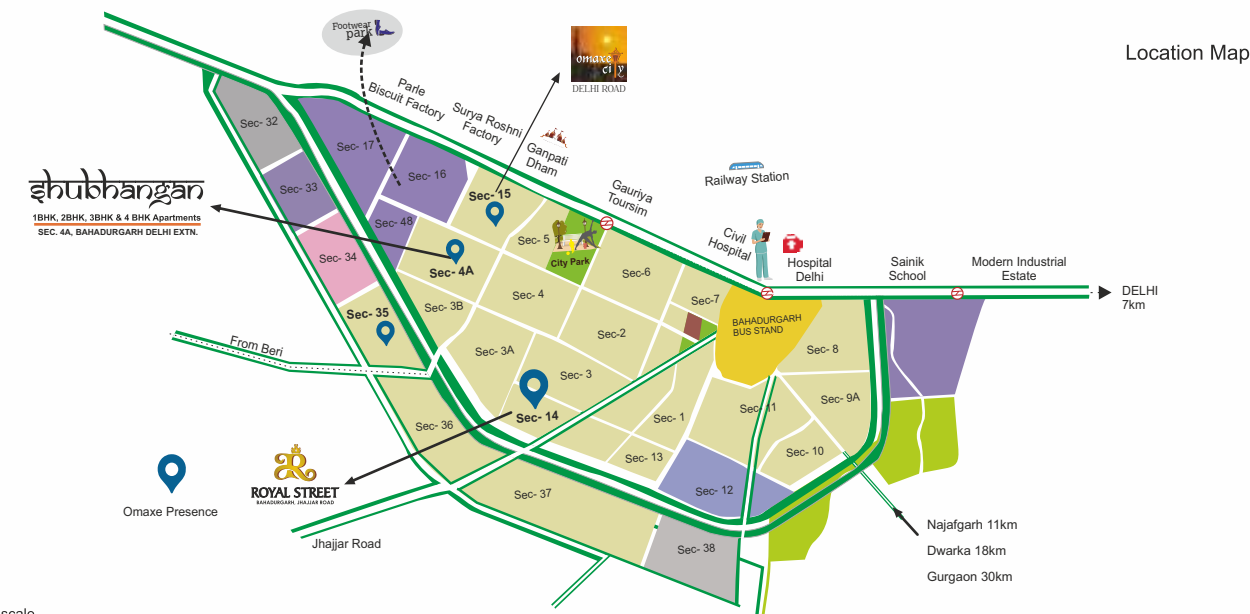 Location Map
Footwear
park
omaxe
city
DELHI ROAD
Parle
Biscuit Factory
Surya Roshni
Factory
Ganpati
Dham
Gauriya
Toursim
Railway Station
Civil
Hospital
Hospital
Delhi
Sainik
School
Modern Industrial
Estate
DELHI
7km
shubhangan
1BHK, 2BHK, 3BHK & 4 BHK Apartments
SEC. 4A, BAHADURGARH DELHI EXTN.
Sec- 32
Sec- 17
Sec- 16
Sec- 15
Sec- 33
Sec- 48
Sec- 5
City Park
Sec- 34
Sec- 4A
Sec-6
Sec- 4
Sec-7
Sec- 3B
Sec- 35
BAHADURGARH
BUS STAND
Sec-2
From Beri
Sec- 3A
Sec- 8
Sec- 3
Sec- 9A
Sec- 14
Sec- 11
Sec- 1
Sec- 36
Sec- 10
Sec- 13
Sec- 12
Sec- 37
Sec- 38
ROYAL STREET
BAHADURGARH, JHAJJAR ROAD
Omaxe Presence
Jhajjar Road
Najafgarh 11km
Dwarka 18km
Gurgaon 30km
scale